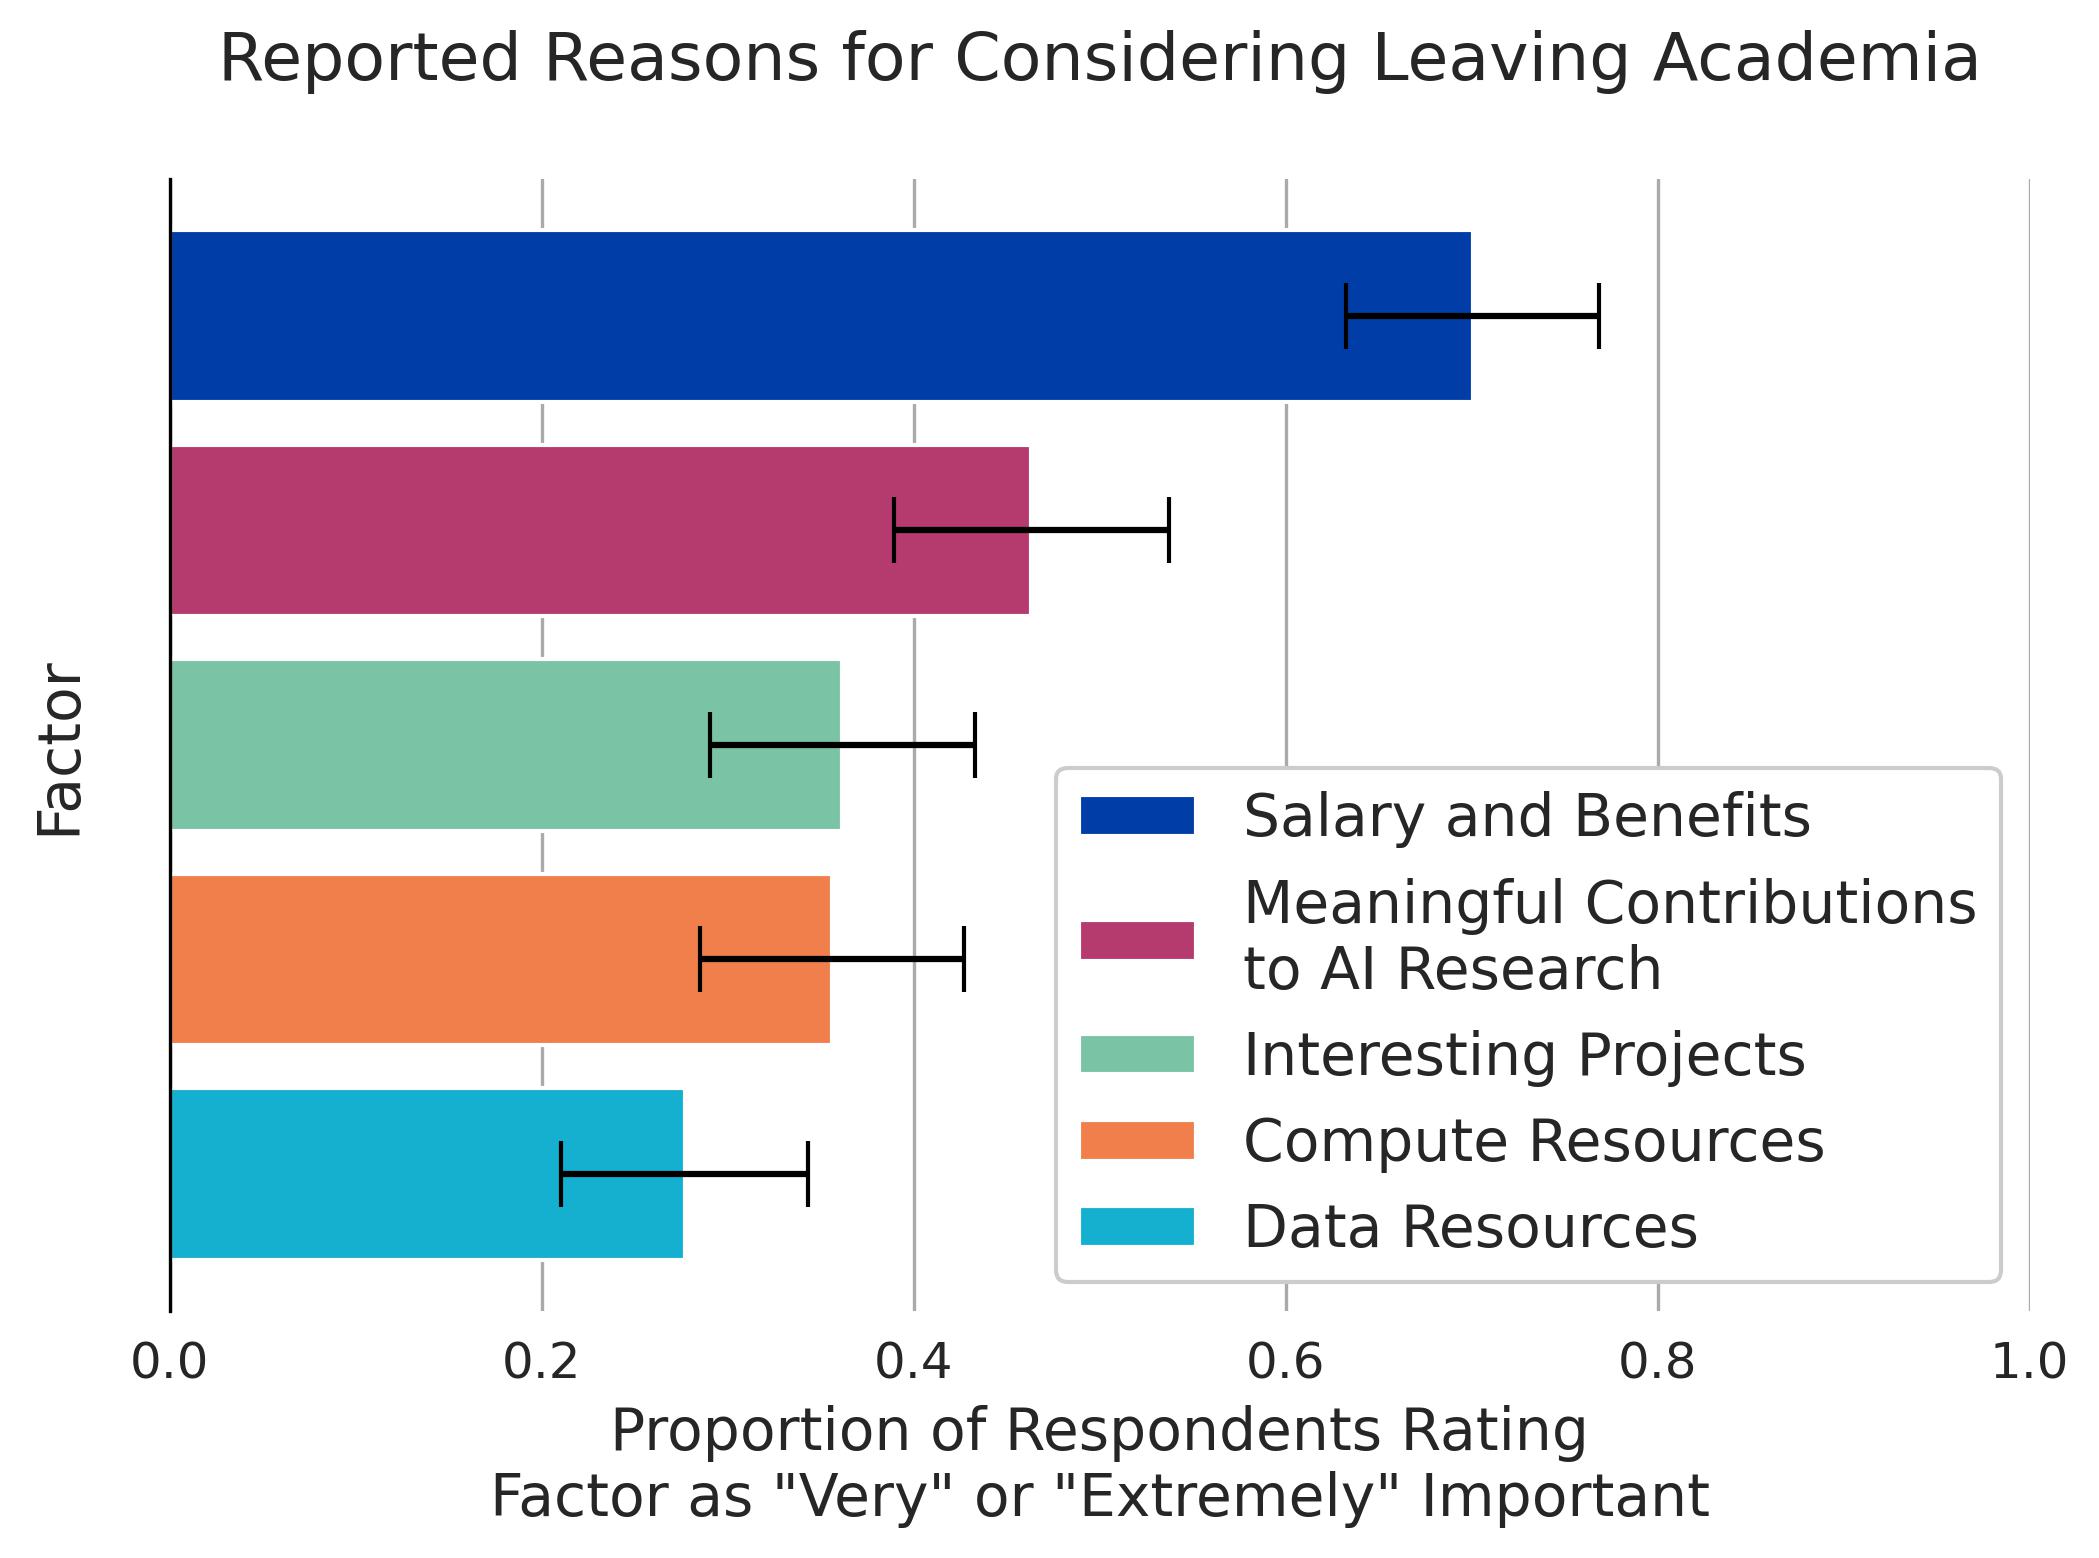 Reported Reasons for Considering Leaving Academia
Factor
Salary and Benefits
Meaningful Contributions
to AI Research
Interesting Projects
Compute Resources
Data Resources
0.0 0.2 0.4 0.6 0.8 1.0
Proportion of Respondents Rating
Factor as "Very" or "Extremely" Important